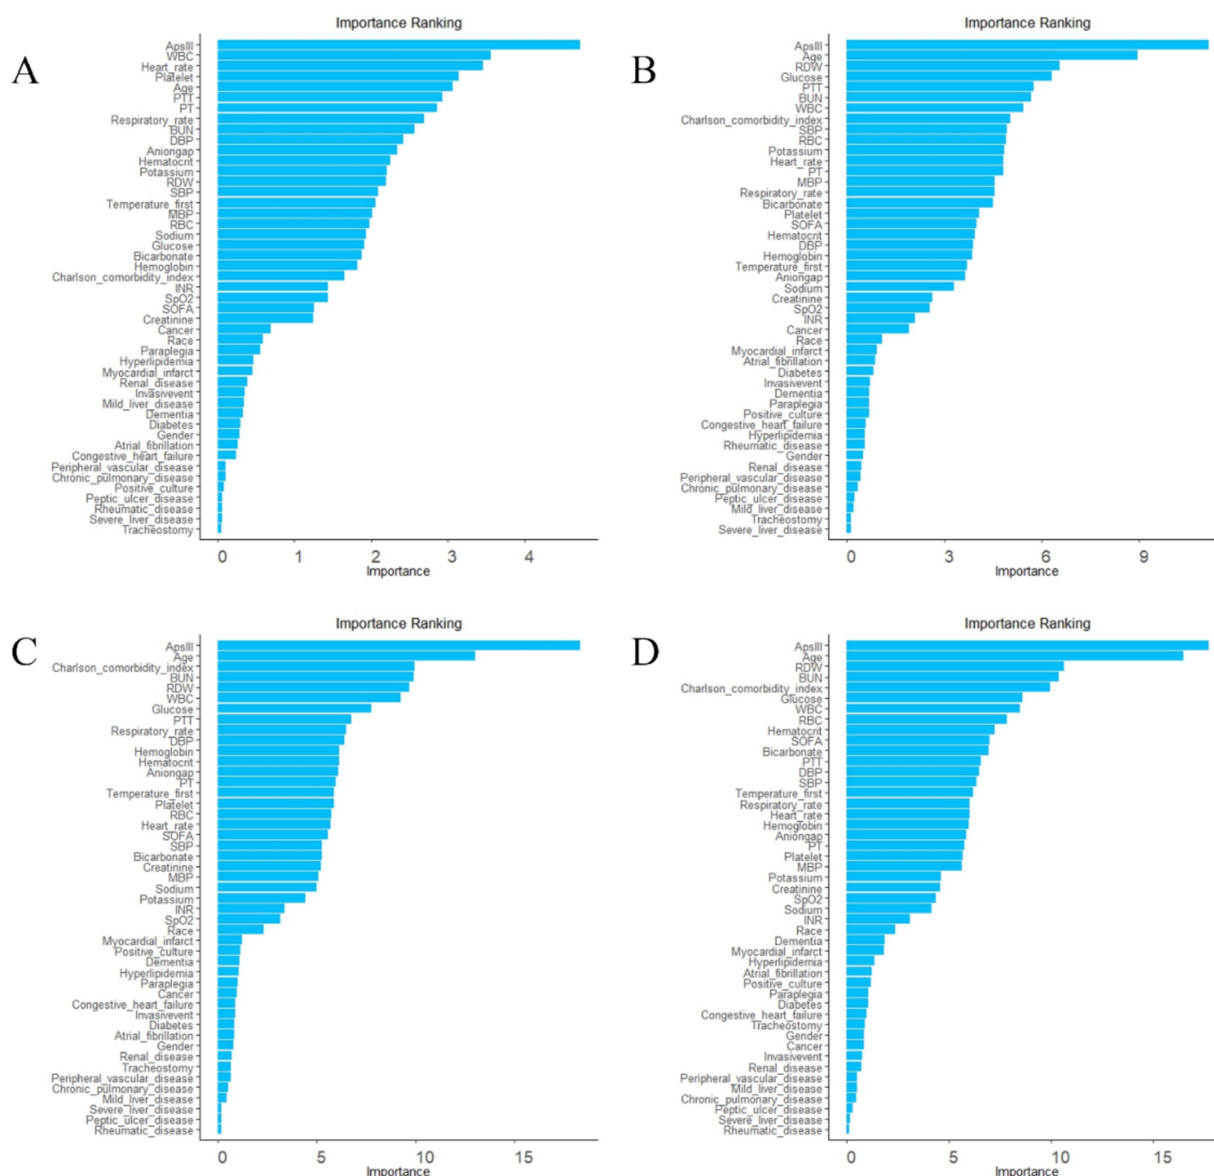 A
Importance Ranking
ApsIII
WBC
Heart_rate
Platelet
Age
PTT
PT
Respiratory_rate
BUN
DBP
Aniongap
Hematocrit
Potassium
RDW
SBP
Temperature_first
MBP
RBC
Sodium
Glucose
Bicarbonate
Hemoglobin
Charlson_comorbidity_index
INR
SpO2
SOFA
Creatinine
Cancer
Race
Paraplegia
Hyperlipidemia
Myocardial_infarct
Renal_disease
Invasivevent
Mild_liver_disease
Dementia
Diabetes
Gender
Atrial_fibrillation
Congestive_heart_failure
Peripheral_vascular_disease
Chronic_pulmonary_disease
Positive_culture
Peptic_ulcer_disease
Rheumatic_disease
Severe_liver_disease
Tracheostomy
0 1 2 3 4
Importance
B
Importance Ranking
ApsIII
Age
RDW
Glucose
PTT
BUN
WBC
Charlson_comorbidity_index
SBP
RBC
Potassium
Heart_rate
PT
MBP
Respiratory_rate
Bicarbonate
Platelet
SOFA
Hematocrit
DBP
Hemoglobin
Temperature_first
Aniongap
Sodium
Creatinine
SpO2
INR
Cancer
Race
Myocardial_infarct
Atrial_fibrillation
Diabetes
Invasivevent
Dementia
Paraplegia
Positive_culture
Congestive_heart_failure
Hyperlipidemia
Rheumatic_disease
Gender
Renal_disease
Peripheral_vascular_disease
Chronic_pulmonary_disease
Peptic_ulcer_disease
Mild_liver_disease
Tracheostomy
Severe_liver_disease
0 3 6 9
Importance
C
Importance Ranking
ApsIII
Age
Charlson_comorbidity_index
BUN
RDW
WBC
Glucose
PTT
Respiratory_rate
DBP
Hemoglobin
Hematocrit
Aniongap
PT
Temperature_first
Platelet
RBC
Heart_rate
SOFA
SBP
Bicarbonate
Creatinine
MBP
Sodium
Potassium
INR
SpO2
Race
Myocardial_infarct
Positive_culture
Dementia
Hyperlipidemia
Paraplegia
Cancer
Congestive_heart_failure
Invasivevent
Diabetes
Atrial_fibrillation
Gender
Renal_disease
Tracheostomy
Peripheral_vascular_disease
Chronic_pulmonary_disease
Mild_liver_disease
Severe_liver_disease
Peptic_ulcer_disease
Rheumatic_disease
0 5 10 15
Importance
D
Importance Ranking
ApsIII
Age
RDW
BUN
Charlson_comorbidity_index
Glucose
WBC
RBC
Hematocrit
SOFA
Bicarbonate
PTT
DBP
SBP
Temperature_first
Respiratory_rate
Heart_rate
Hemoglobin
Aniongap
PT
Platelet
MBP
Potassium
Creatinine
SpO2
Sodium
INR
Race
Dementia
Myocardial_infarct
Hyperlipidemia
Atrial_fibrillation
Positive_culture
Paraplegia
Diabetes
Congestive_heart_failure
Tracheostomy
Gender
Cancer
Invasivevent
Renal_disease
Peripheral_vascular_disease
Mild_liver_disease
Chronic_pulmonary_disease
Peptic_ulcer_disease
Severe_liver_disease
Rheumatic_disease
0 5 10 15
Importance